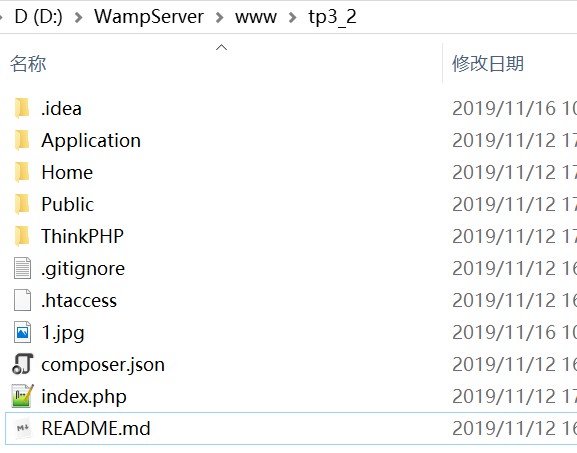 D (D:) > WampServer > www > tp3_2
名称 修改日期
.idea 2019/11/16 10
Application 2019/11/12 17
Home 2019/11/12 17
Public 2019/11/12 17
ThinkPHP 2019/11/12 17
.gitignore 2019/11/12 16
.htaccess 2019/11/12 16
1.jpg 2019/11/16 10
composer.json 2019/11/12 16
index.php 2019/11/12 17
README.md 2019/11/12 16